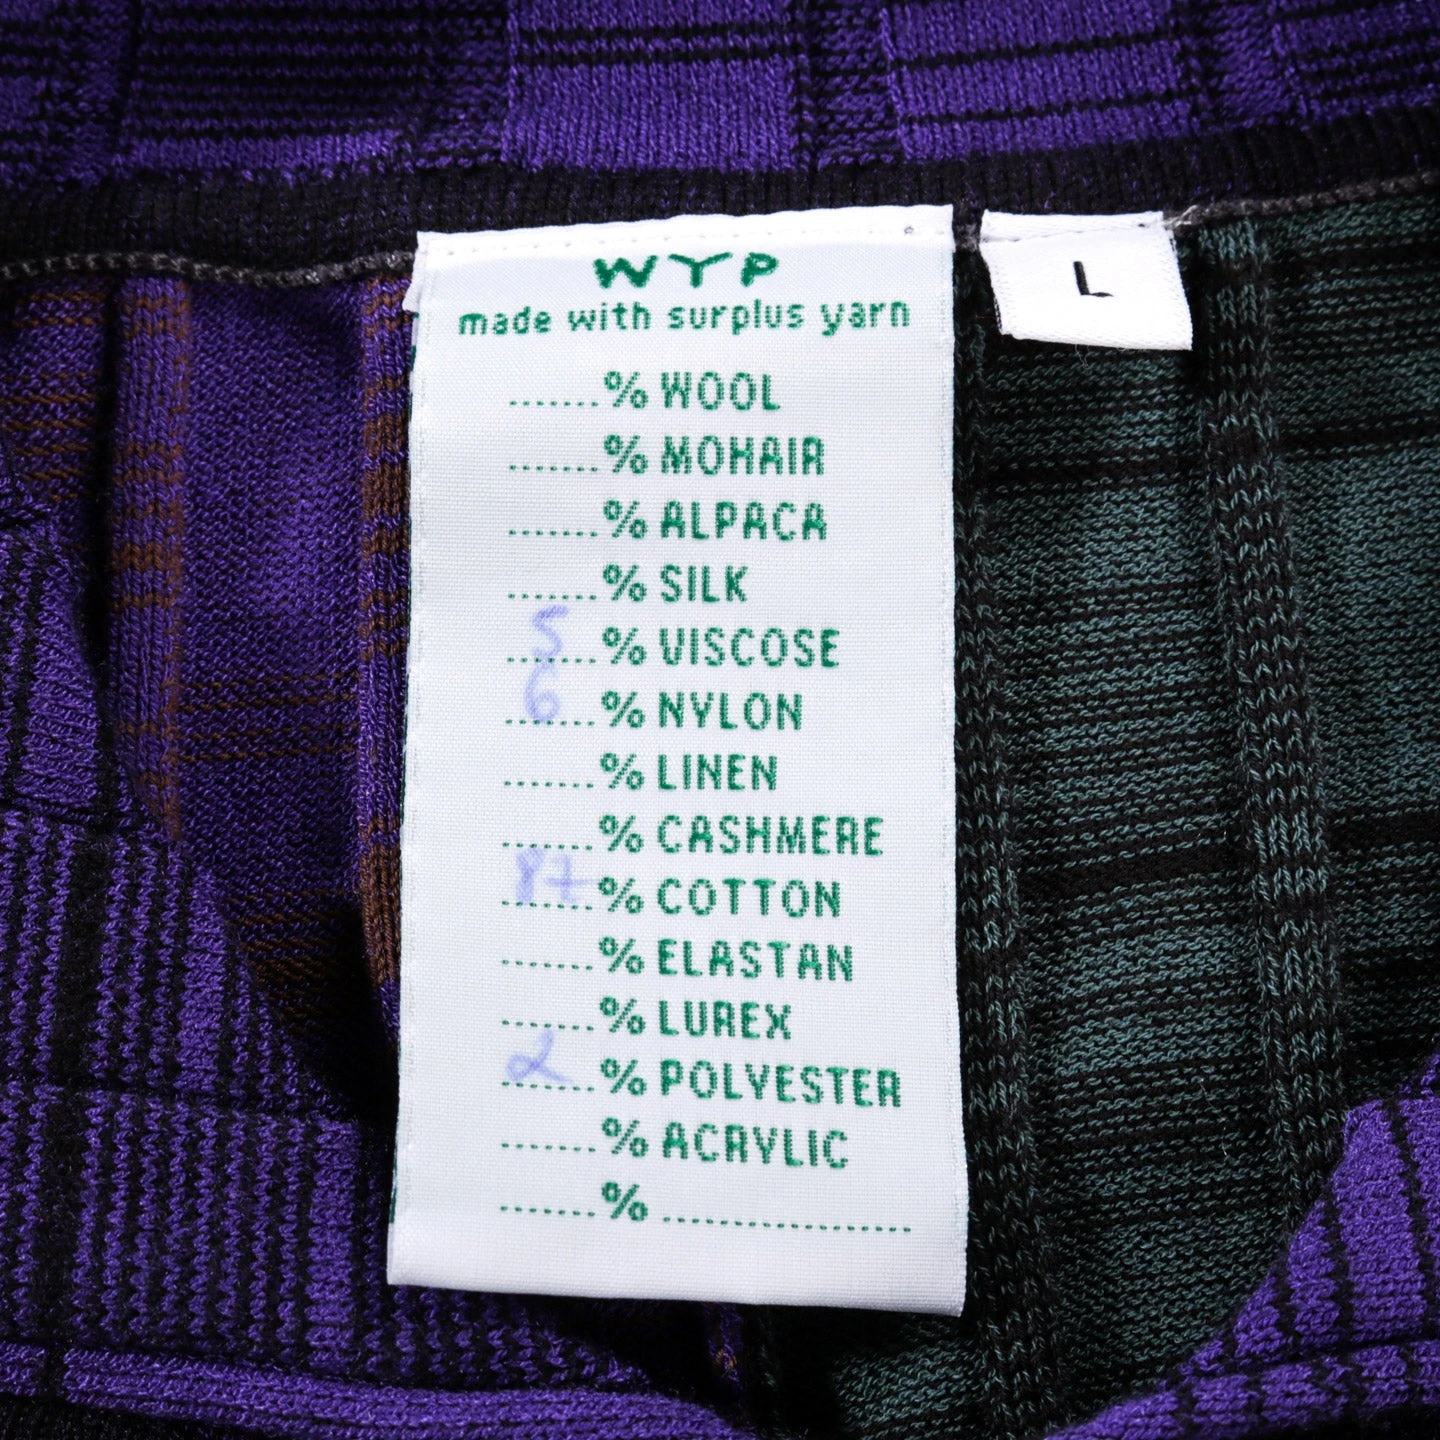 WYP
made with surplus yarn
L
.......% WOOL
.......% MOHAIR
.......% ALPACA
.......% SILK
5% VISCOSE
6% NYLON
.......% LINEN
.......% CASHMERE
87% COTTON
.......% ELASTAN
.......% LUREX
2% POLYESTER
.......% ACRYLIC
.......% ....................